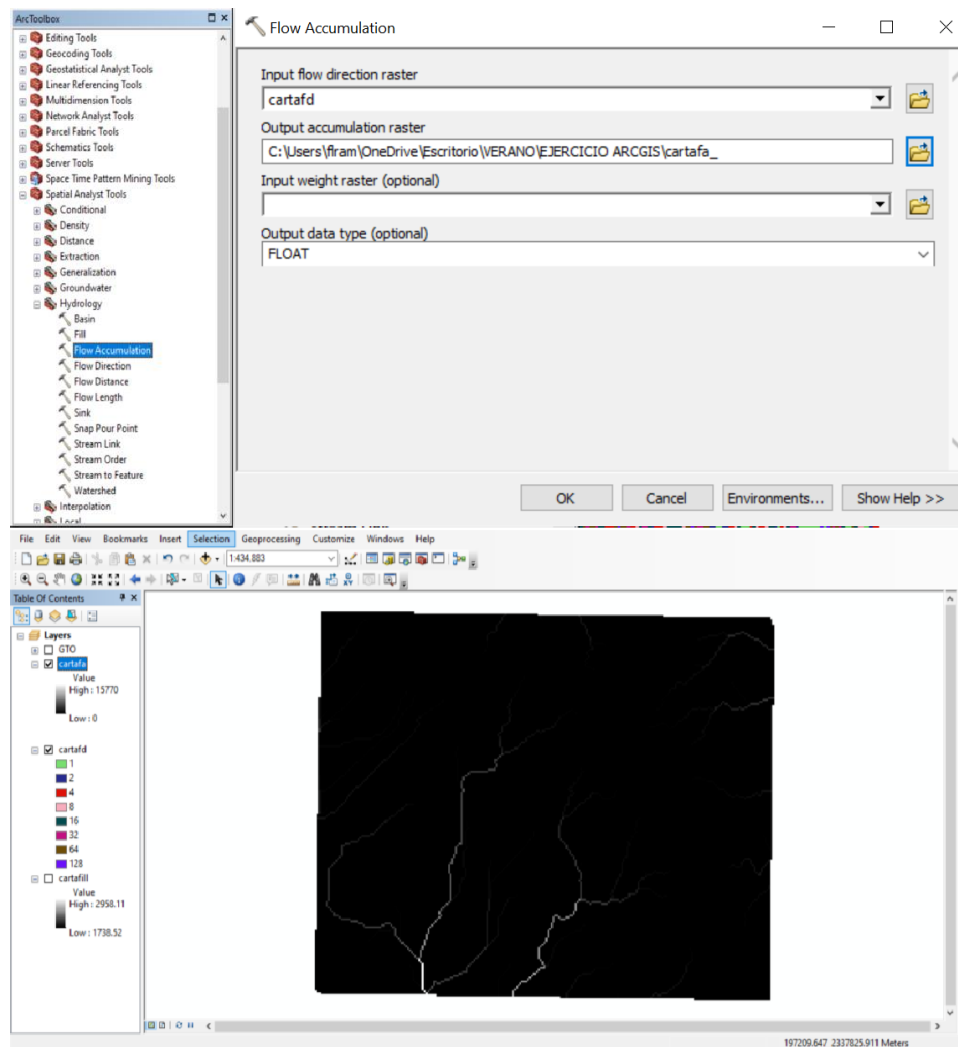 ArcToolbox
Editing Tools
Geocoding Tools
Geostatistical Analyst Tools
Linear Referencing Tools
Multidimension Tools
Network Analyst Tools
Parcel Fabric Tools
Schematics Tools
Server Tools
Space Time Pattern Mining Tools
Spatial Analyst Tools
Conditional
Density
Distance
Extraction
Generalization
Groundwater
Hydrology
Basin
Fill
Flow Accumulation
Flow Direction
Flow Distance
Flow Length
Sink
Snap Pour Point
Stream Link
Stream Order
Stream to Feature
Watershed
Interpolation
Local
Flow Accumulation
Input flow direction raster
cartafd
Output accumulation raster
C:\Users\flram\OneDrive\Escritorio\VERANO\EJERCICIO ARCGIS\cartafa_
Input weight raster (optional)
Output data type (optional)
FLOAT
OK Cancel Environments... Show Help >>
File Edit View Bookmarks Insert Selection Geoprocessing Customize Windows Help
1:434,883
Table Of Contents
Layers
GTO
cartafa
Value
High : 15770
Low : 0
cartafd
1
2
4
8
16
32
64
128
cartafill
Value
High : 2958.11
Low : 1738.52
197209.647 2337825.911 Meters